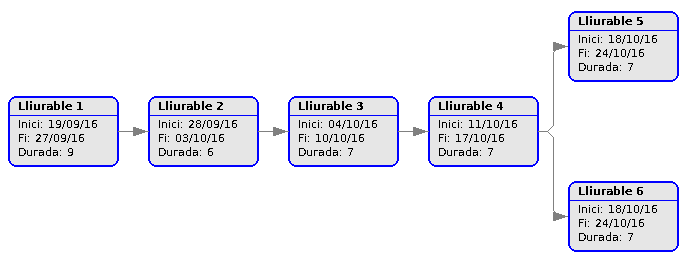 Lliurable 1
Inici: 19/09/16
Fi: 27/09/16
Durada: 9
Lliurable 2
Inici: 28/09/16
Fi: 03/10/16
Durada: 6
Lliurable 3
Inici: 04/10/16
Fi: 10/10/16
Durada: 7
Lliurable 4
Inici: 11/10/16
Fi: 17/10/16
Durada: 7
Lliurable 5
Inici: 18/10/16
Fi: 24/10/16
Durada: 7
Lliurable 6
Inici: 18/10/16
Fi: 24/10/16
Durada: 7